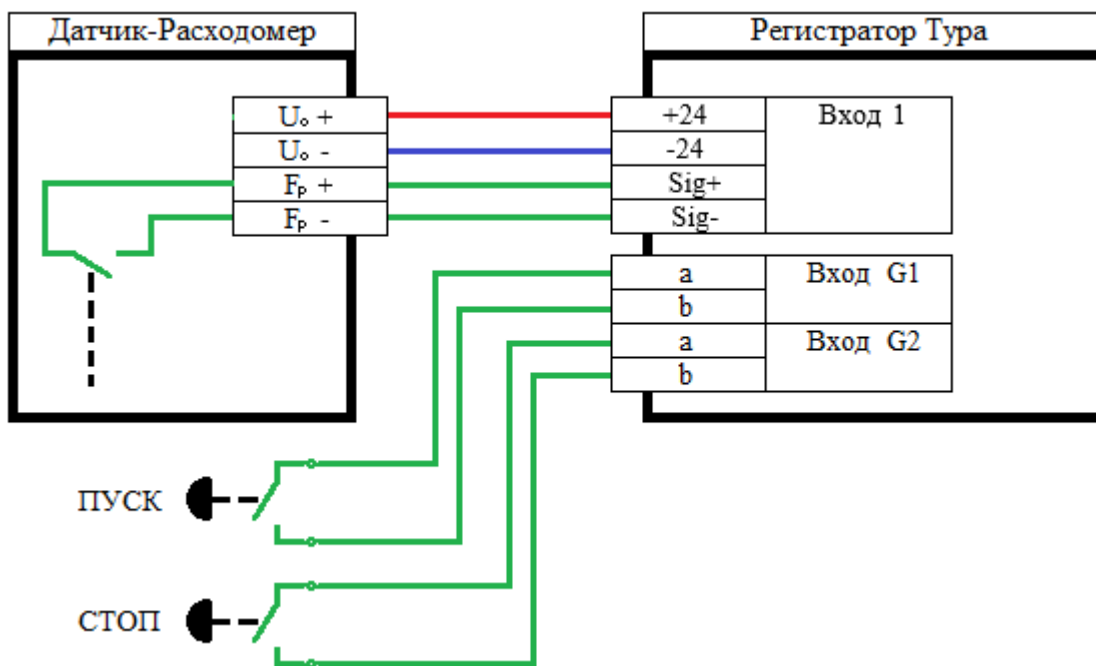 Датчик-Расходомер
Регистратор Тура
Uₒ +
Uₒ -
Fₚ +
Fₚ -
+24
-24
Sig+
Sig-
Вход 1
a
b
Вход G1
a
b
Вход G2
ПУСК
СТОП